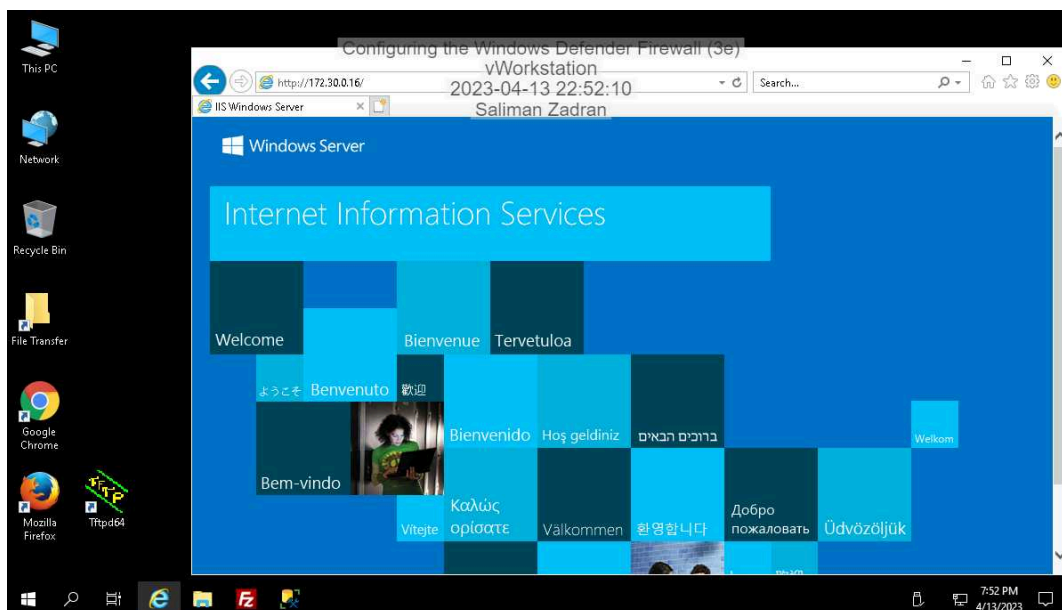 This PC
Network
Recycle Bin
File Transfer
Google
Chrome
Mozilla
Firefox
Tftpd64
Configuring the Windows Defender Firewall (3e)
vWorkstation
2023-04-13 22:52:10
Saliman Zadran
http://172.30.0.16/
Search...
IIS Windows Server
Windows Server
Internet Information Services
Welcome
Bienvenue
Tervetuloa
ようこそ
Benvenuto
歡迎
Bienvenido
Hoş geldiniz
ברוכים הבאים
Welkom
Bem-vindo
Vítejte
Καλώς
ορίσατε
Välkommen
환영합니다
Добро
пожаловать
Üdvözöljük
7:52 PM
4/13/2023